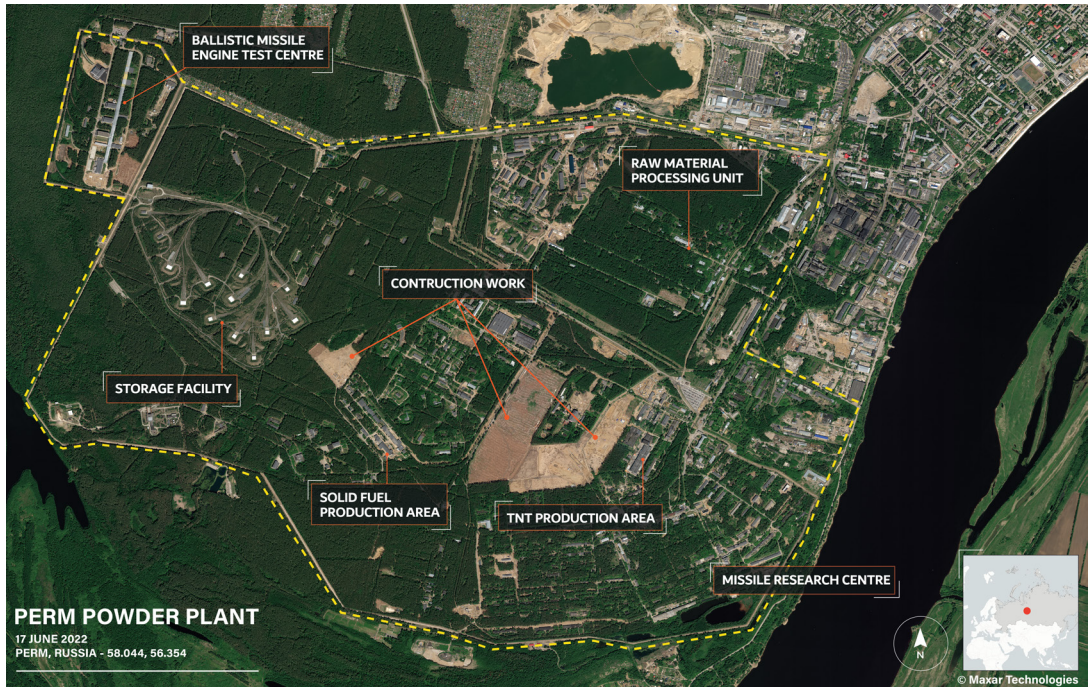 BALLISTIC MISSILE
ENGINE TEST CENTRE
RAW MATERIAL
PROCESSING UNIT
CONTRUCTION WORK
STORAGE FACILITY
SOLID FUEL
PRODUCTION AREA
TNT PRODUCTION AREA
MISSILE RESEARCH CENTRE
PERM POWDER PLANT
17 JUNE 2022
PERM, RUSSIA - 58.044, 56.354
N
© Maxar Technologies